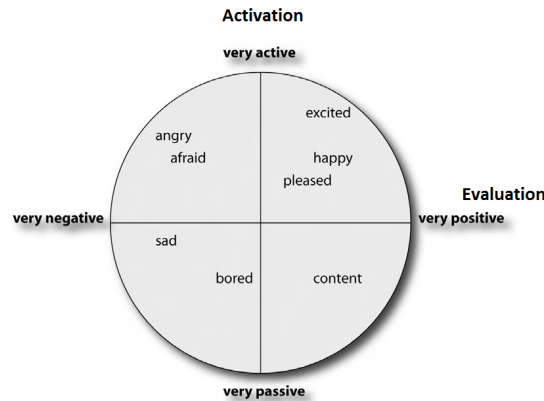 Activation
very active
excited
angry
afraid
happy
pleased
Evaluation
very negative
very positive
sad
bored
content
very passive